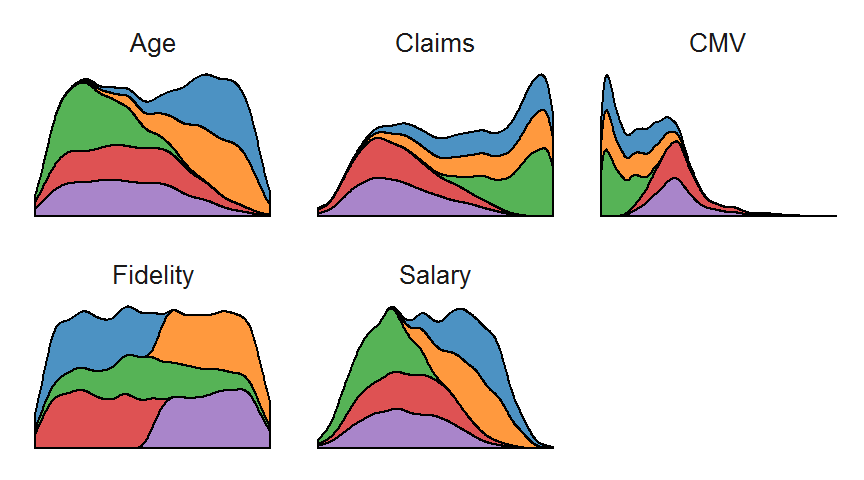 Age
Claims
CMV
Fidelity
Salary